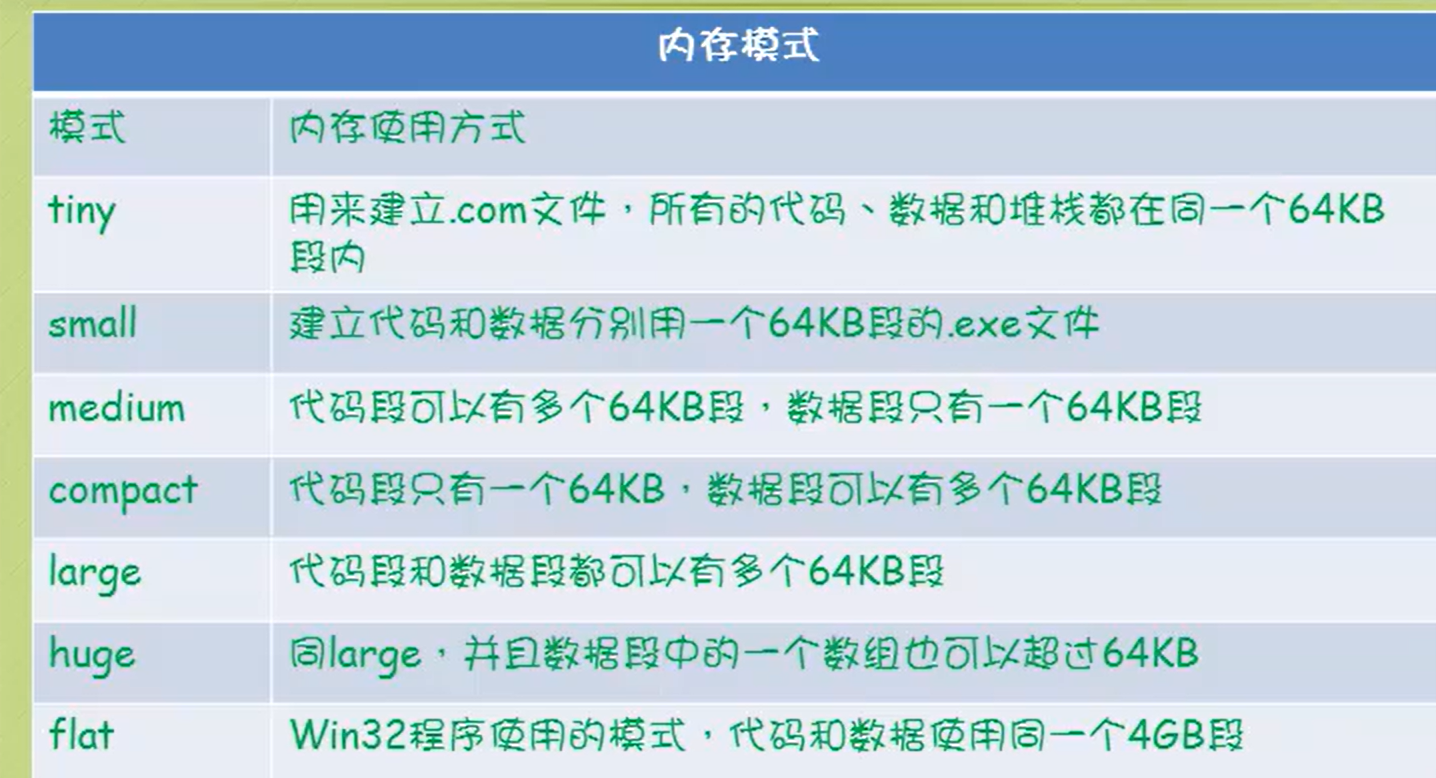 内存模式
模式 内存使用方式
tiny 用来建立.com文件，所有的代码、数据和堆栈都在同一个64KB
段内
small 建立代码和数据分别用一个64KB段的.exe文件
medium 代码段可以有多个64KB段，数据段只有一个64KB段
compact 代码段只有一个64KB，数据段可以有多个64KB段
large 代码段和数据段都可以有多个64KB段
huge 同large，并且数据段中的一个数组也可以超过64KB
flat Win32程序使用的模式，代码和数据使用同一个4GB段